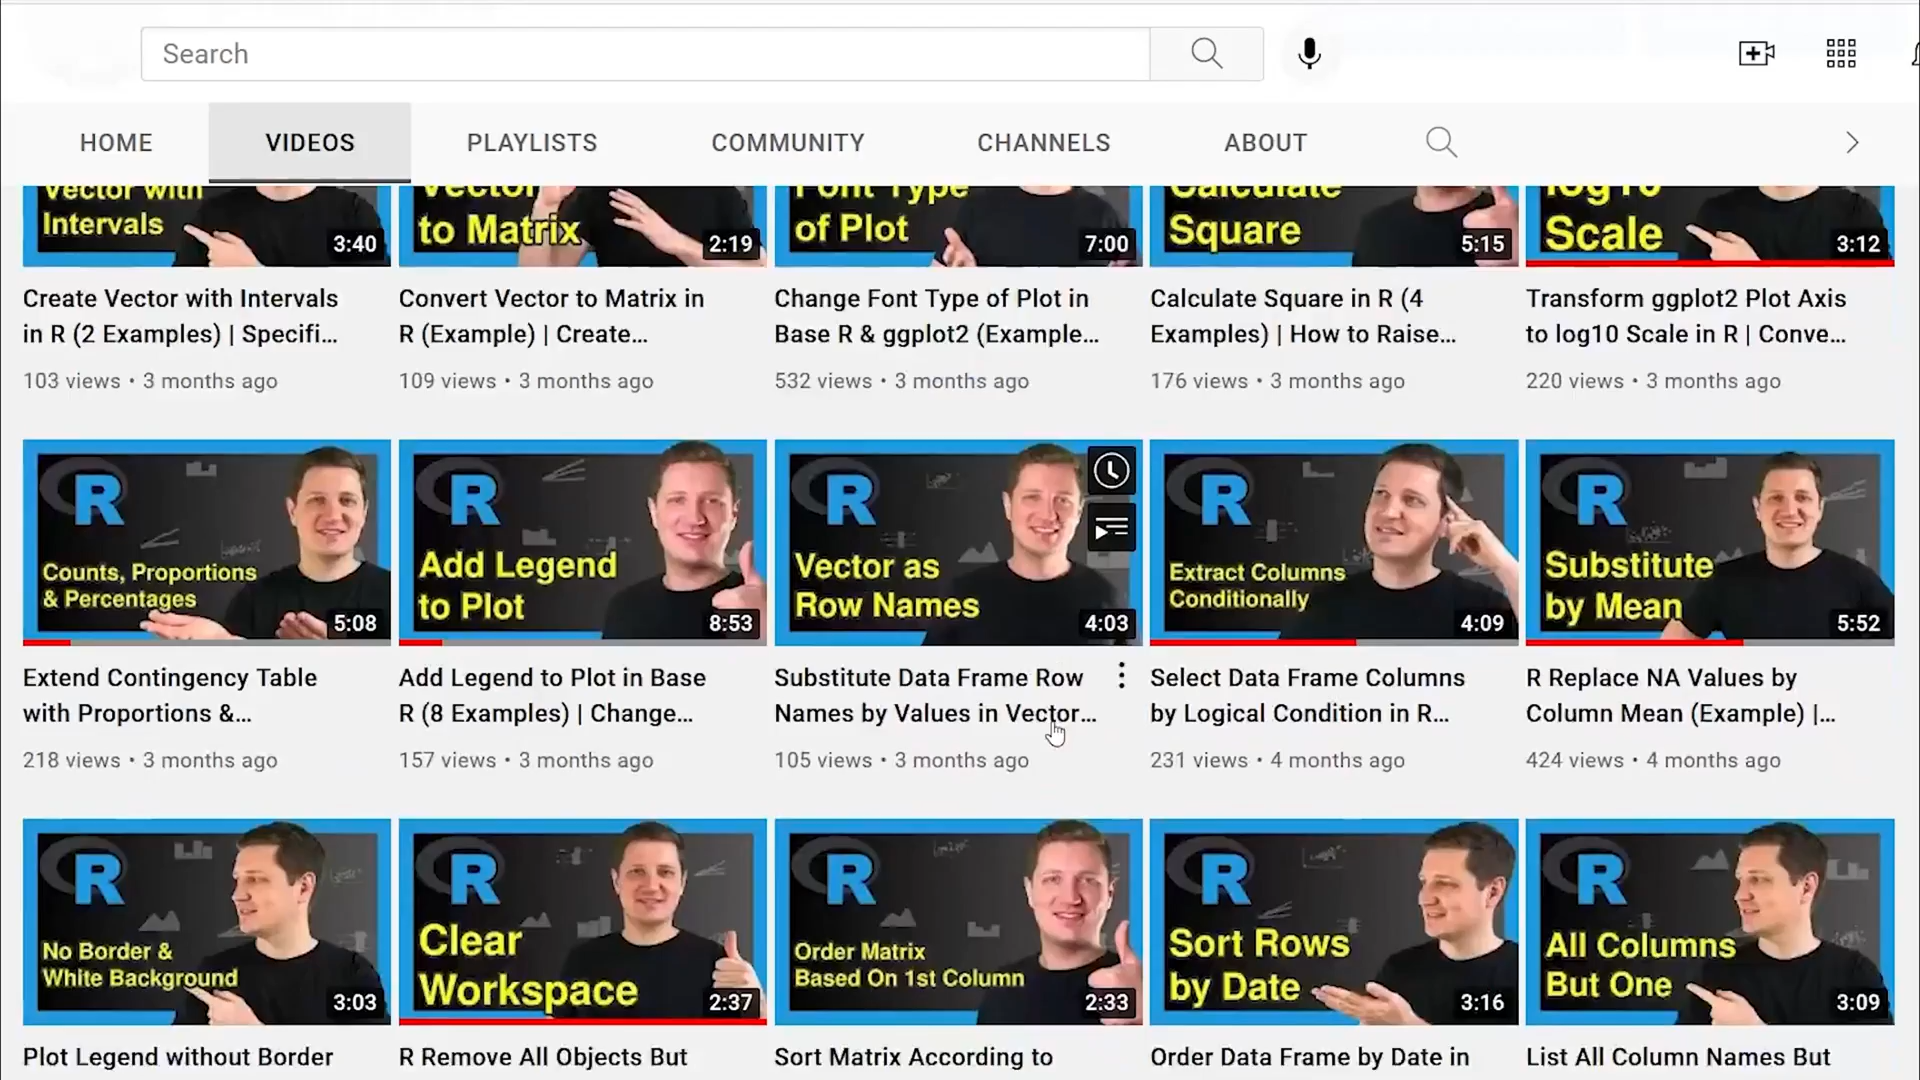 Search
HOME
VIDEOS
PLAYLISTS
COMMUNITY
CHANNELS
ABOUT
Vector with
Intervals
3:40
Vector
to Matrix
2:19
Font Type
of Plot
7:00
Calculate
Square
5:15
log10
Scale
3:12
Create Vector with Intervals
in R (2 Examples) | Specifi...
103 views • 3 months ago
Convert Vector to Matrix in
R (Example) | Create...
109 views • 3 months ago
Change Font Type of Plot in
Base R & ggplot2 (Example...
532 views • 3 months ago
Calculate Square in R (4
Examples) | How to Raise...
176 views • 3 months ago
Transform ggplot2 Plot Axis
to log10 Scale in R | Conve...
220 views • 3 months ago
R
Counts, Proportions
& Percentages
5:08
R
Add Legend
to Plot
8:53
R
Vector as
Row Names
4:03
R
Extract Columns
Conditionally
4:09
R
Substitute
by Mean
5:52
Extend Contingency Table
with Proportions &...
218 views • 3 months ago
Add Legend to Plot in Base
R (8 Examples) | Change...
157 views • 3 months ago
Substitute Data Frame Row
Names by Values in Vector...
105 views • 3 months ago
Select Data Frame Columns
by Logical Condition in R...
231 views • 4 months ago
R Replace NA Values by
Column Mean (Example) |...
424 views • 4 months ago
R
No Border &
White Background
3:03
R
Clear
Workspace
2:37
R
Order Matrix
Based On 1st Column
2:33
R
Sort Rows
by Date
3:16
R
All Columns
But One
3:09
Plot Legend without Border
R Remove All Objects But
Sort Matrix According to
Order Data Frame by Date in
List All Column Names But